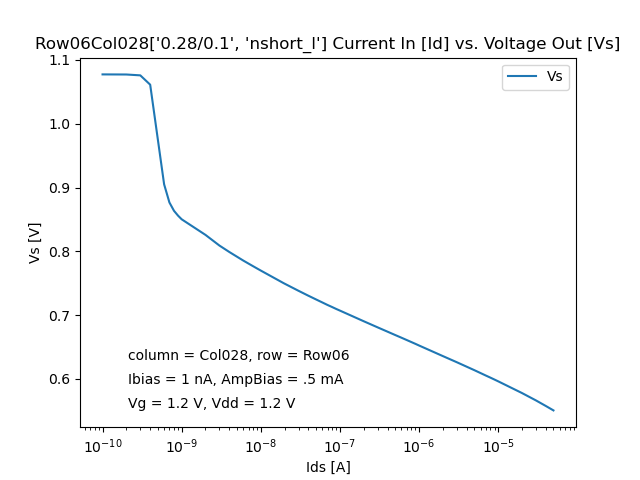 Row06Col028['0.28/0.1', 'nshort_l'] Current In [Id] vs. Voltage Out [Vs]
Vs
1.1
1.0
0.9
0.8
0.7
0.6
Vs [V]
column = Col028, row = Row06
Ibias = 1 nA, AmpBias = .5 mA
Vg = 1.2 V, Vdd = 1.2 V
10⁻¹⁰ 10⁻⁹ 10⁻⁸ 10⁻⁷ 10⁻⁶ 10⁻⁵
Ids [A]